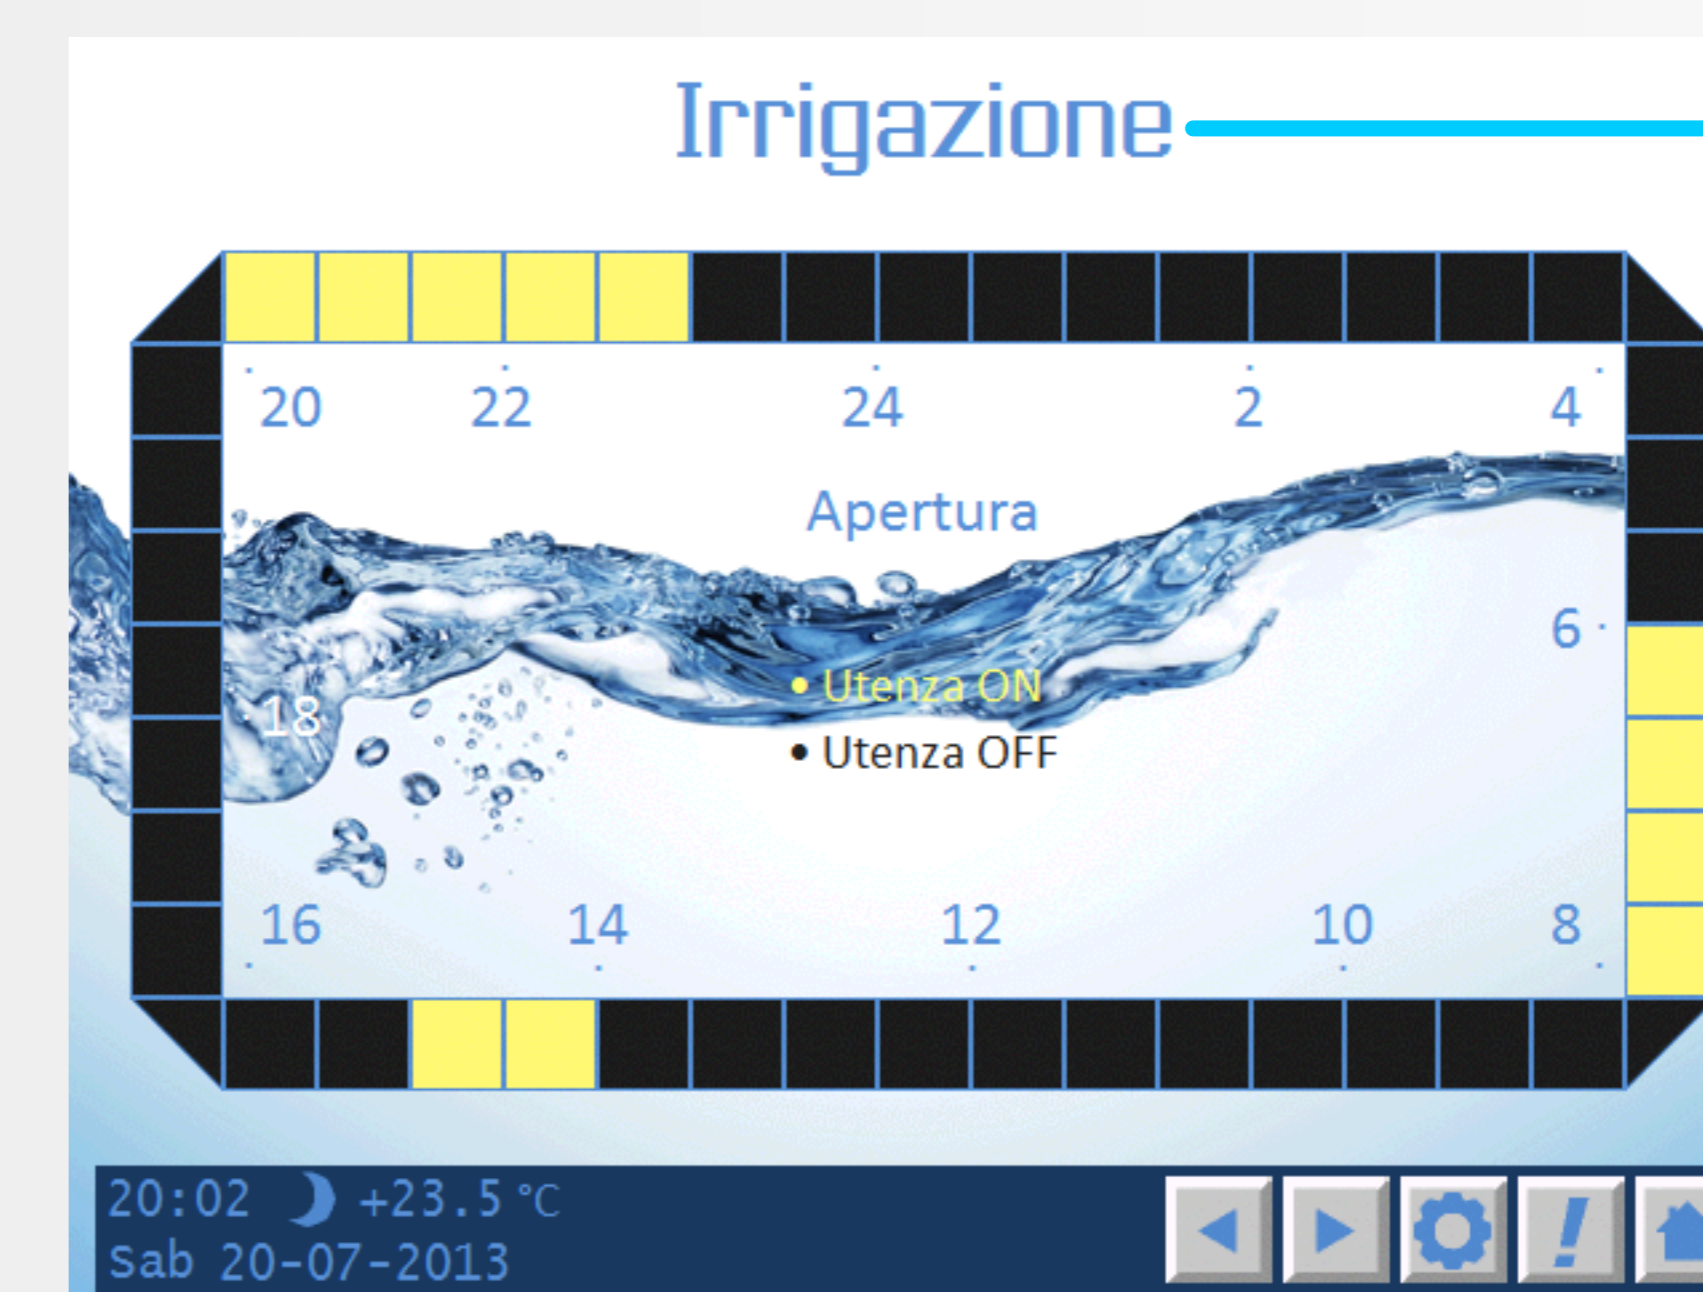 Irrigazione
20 22 24 2 4
Apertura
6
• Utenza ON
18
• Utenza OFF
16 14 12 10 8
20:02 +23.5 °C
Sab 20-07-2013
!